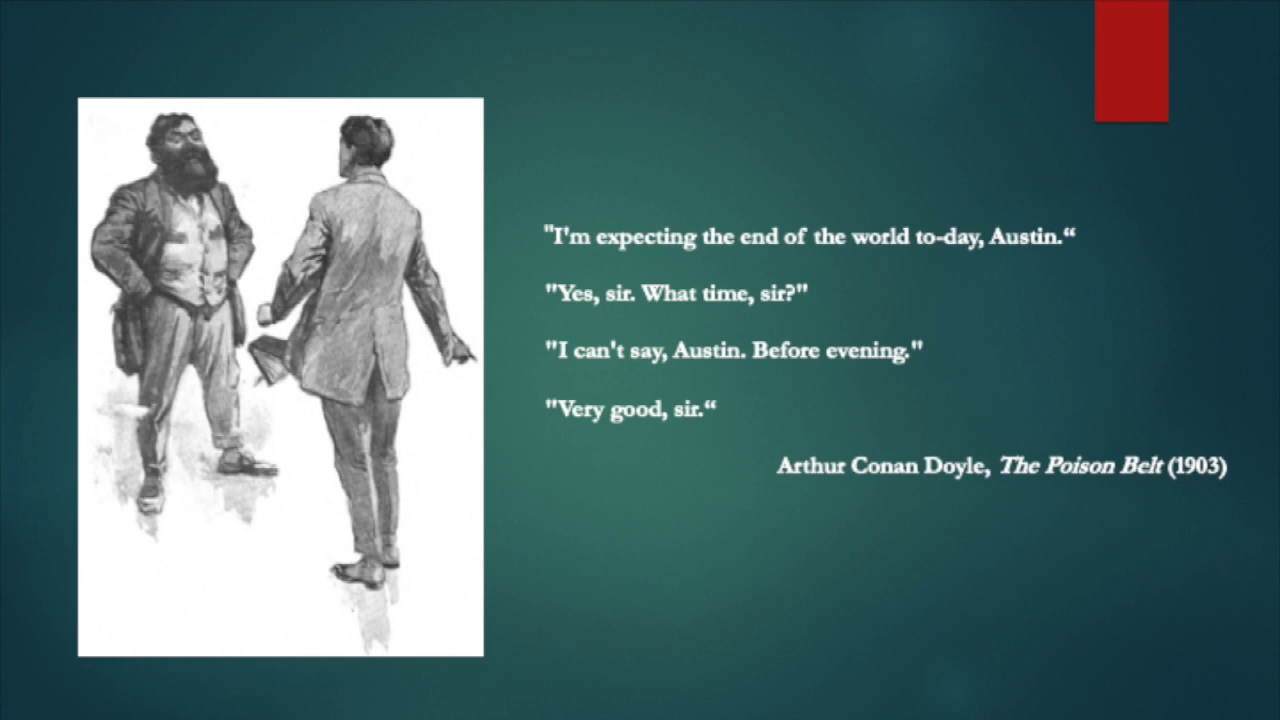 "I'm expecting the end of the world to-day, Austin.“
"Yes, sir. What time, sir?"
"I can't say, Austin. Before evening."
"Very good, sir.“
Arthur Conan Doyle, The Poison Belt (1903)